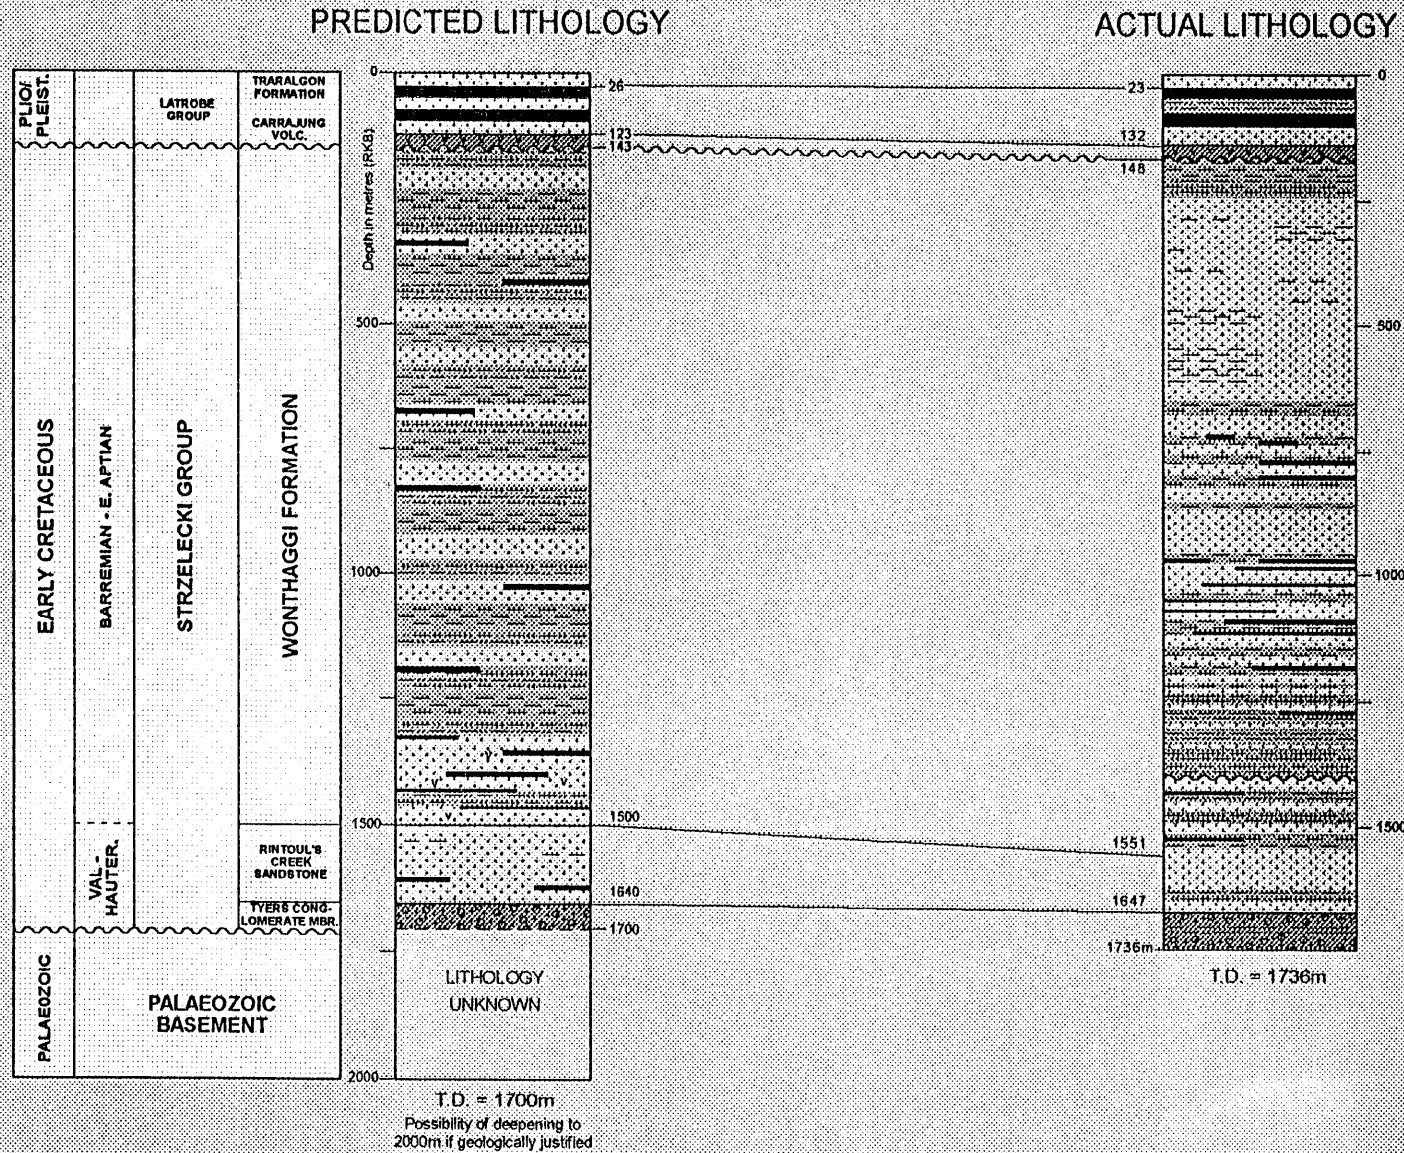 PREDICTED LITHOLOGY
ACTUAL LITHOLOGY
PLIO/
PLEIST.
LATROBE
GROUP
TRARALGON
FORMATION
CARRAJUNG
VOLC.
EARLY CRETACEOUS
BARREMIAN - E. APTIAN
STRZELECKI GROUP
WONTHAGGI FORMATION
VAL-
HAUTER.
RINTOUL'S
CREEK
SANDSTONE
TYERS CONG-
LOMERATE MBR.
PALAEOZOIC
PALAEOZOIC
BASEMENT
Depth in metres (RKB)
0
500
1000
1500
2000
26
123
143
1500
1640
1700
V
V
V
V
LITHOLOGY
UNKNOWN
T.D. = 1700m
Possibility of deepening to
2000m if geologically justified
23
132
148
1551
1647
1736m
0
500
1000
1500
T.D. = 1736m